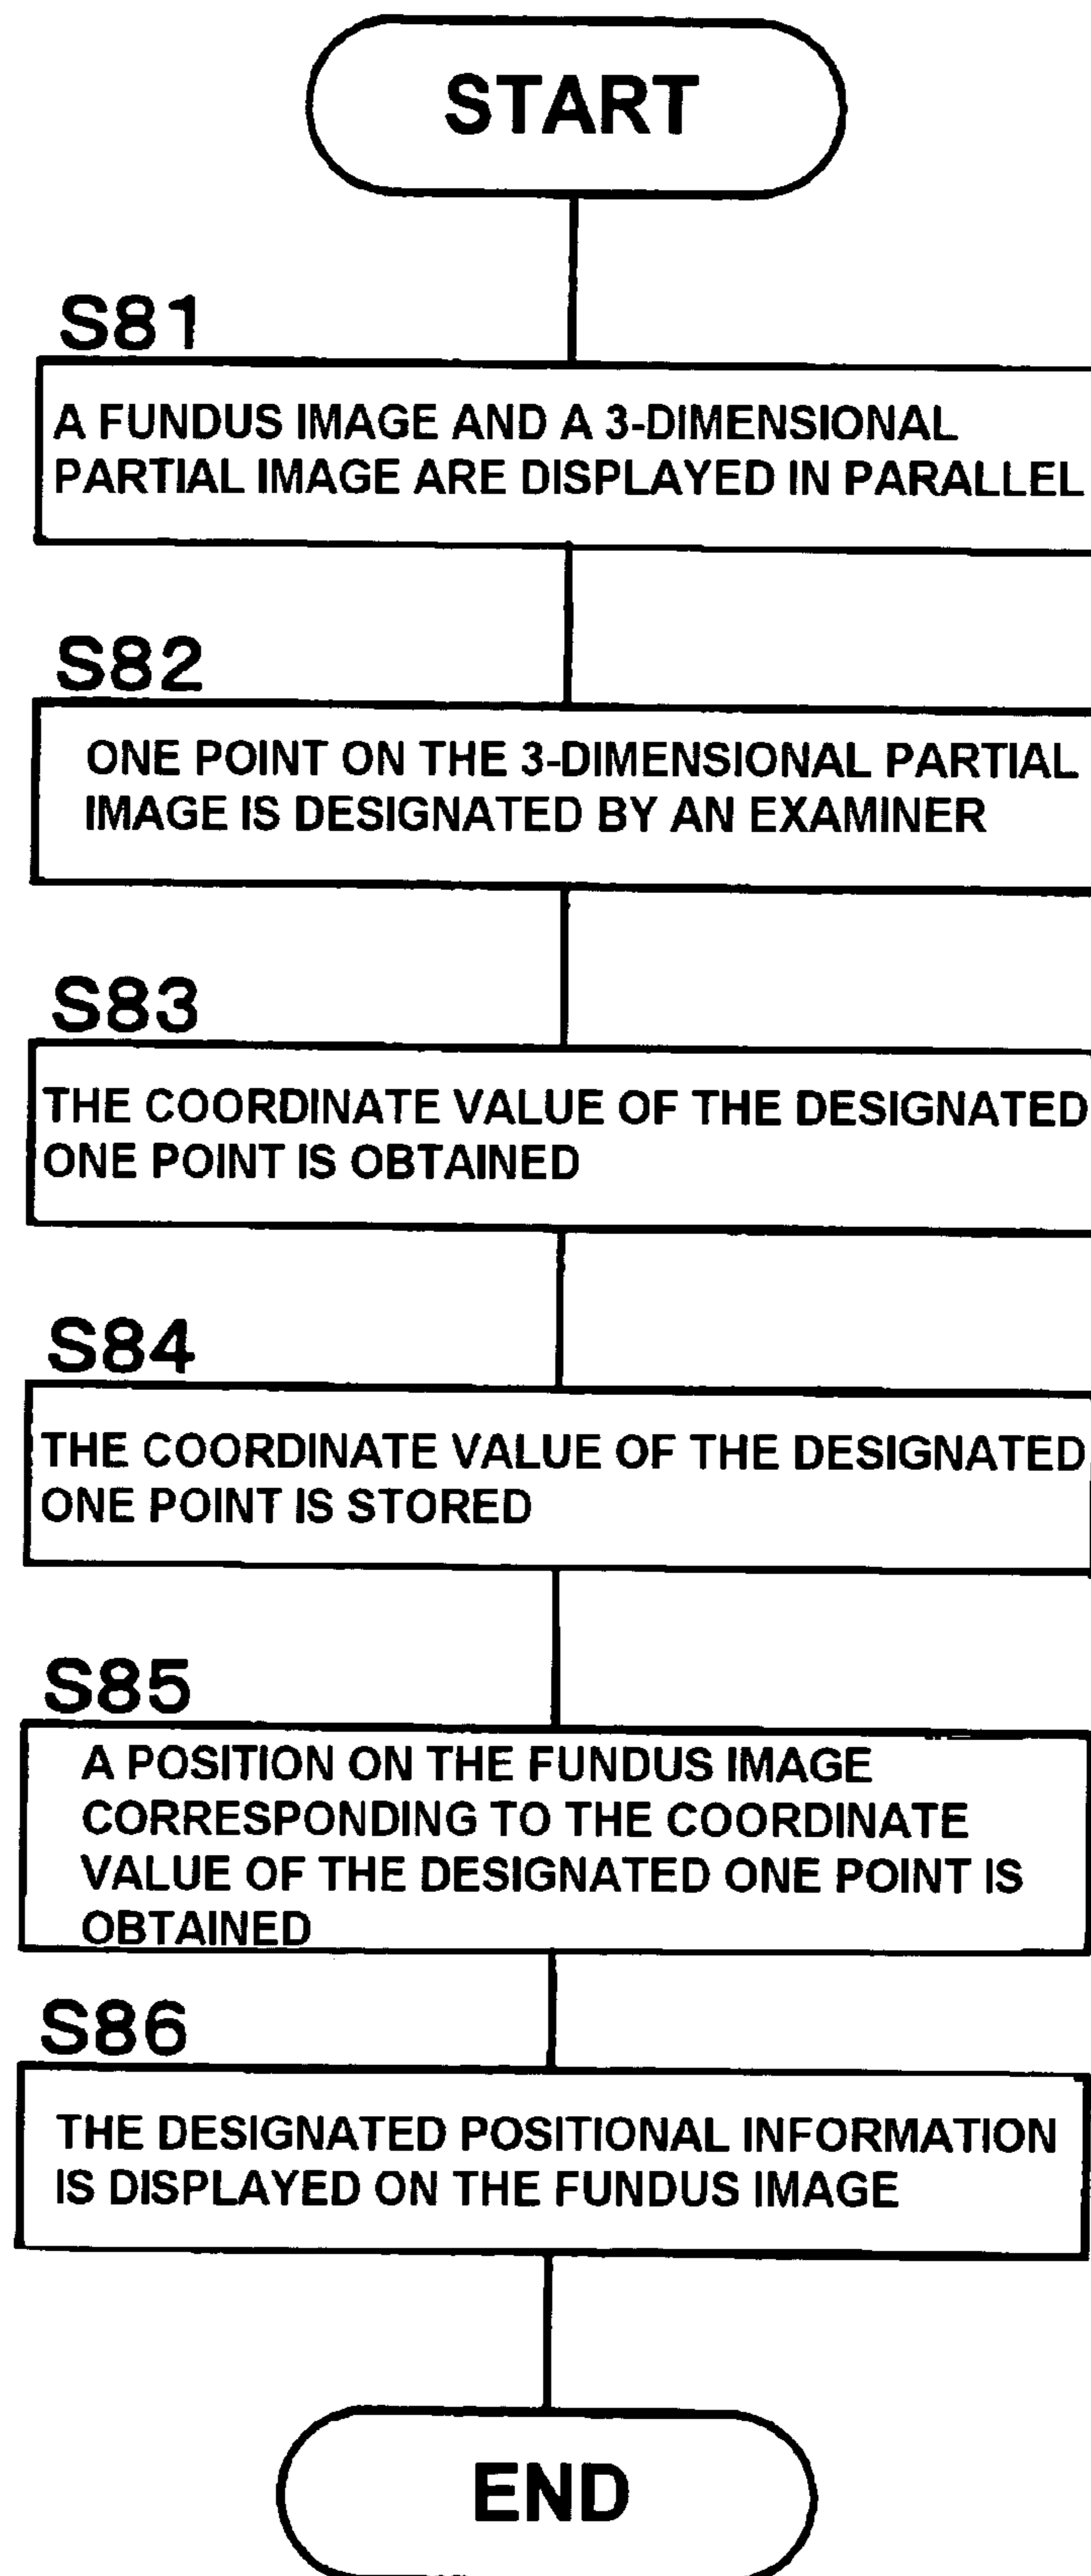 START
S81
A FUNDUS IMAGE AND A 3-DIMENSIONAL
PARTIAL IMAGE ARE DISPLAYED IN PARALLEL
S82
ONE POINT ON THE 3-DIMENSIONAL PARTIAL
IMAGE IS DESIGNATED BY AN EXAMINER
S83
THE COORDINATE VALUE OF THE DESIGNATED
ONE POINT IS OBTAINED
S84
THE COORDINATE VALUE OF THE DESIGNATED
ONE POINT IS STORED
S85
A POSITION ON THE FUNDUS IMAGE
CORRESPONDING TO THE COORDINATE
VALUE OF THE DESIGNATED ONE POINT IS
OBTAINED
S86
THE DESIGNATED POSITIONAL INFORMATION
IS DISPLAYED ON THE FUNDUS IMAGE
END